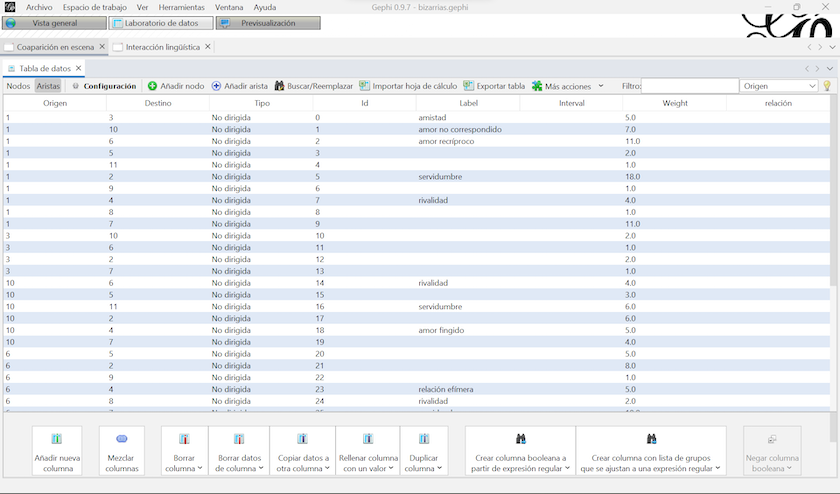 Archivo Espacio de trabajo Ver Herramientas Ventana Ayuda Gephi 0.9.7 - bizarrias.gephi
Vista general Laboratorio de datos Previsualización
Coaparición en escena Interacción lingüística
Tabla de datos
Nodos Aristas Configuración Añadir nodo Añadir arista Buscar/Reemplazar Importar hoja de cálculo Exportar tabla Más acciones Filtro: Origen
Origen Destino Tipo Id Label Interval Weight relación
1 3 No dirigida 0 amistad 5.0
1 10 No dirigida 1 amor no correspondido 7.0
1 6 No dirigida 2 amor recríproco 11.0
1 5 No dirigida 3 2.0
1 11 No dirigida 4 1.0
1 2 No dirigida 5 servidumbre 18.0
1 9 No dirigida 6 1.0
1 4 No dirigida 7 rivalidad 4.0
1 8 No dirigida 8 1.0
1 7 No dirigida 9 11.0
3 10 No dirigida 10 2.0
3 6 No dirigida 11 1.0
3 2 No dirigida 12 2.0
3 7 No dirigida 13 1.0
10 6 No dirigida 14 rivalidad 4.0
10 5 No dirigida 15 3.0
10 11 No dirigida 16 servidumbre 6.0
10 2 No dirigida 17 6.0
10 4 No dirigida 18 amor fingido 5.0
10 7 No dirigida 19 4.0
6 5 No dirigida 20 5.0
6 2 No dirigida 21 8.0
6 9 No dirigida 22 1.0
6 4 No dirigida 23 relación efímera 5.0
6 8 No dirigida 24 rivalidad 2.0
Añadir nueva columna
Mezclar columnas
Borrar columna
Borrar datos de columna
Copiar datos a otra columna
Rellenar columna con un valor
Duplicar columna
Crear columna booleana a partir de expresión regular
Crear columna con lista de grupos que se ajustan a una expresión regular
Negar columna booleana